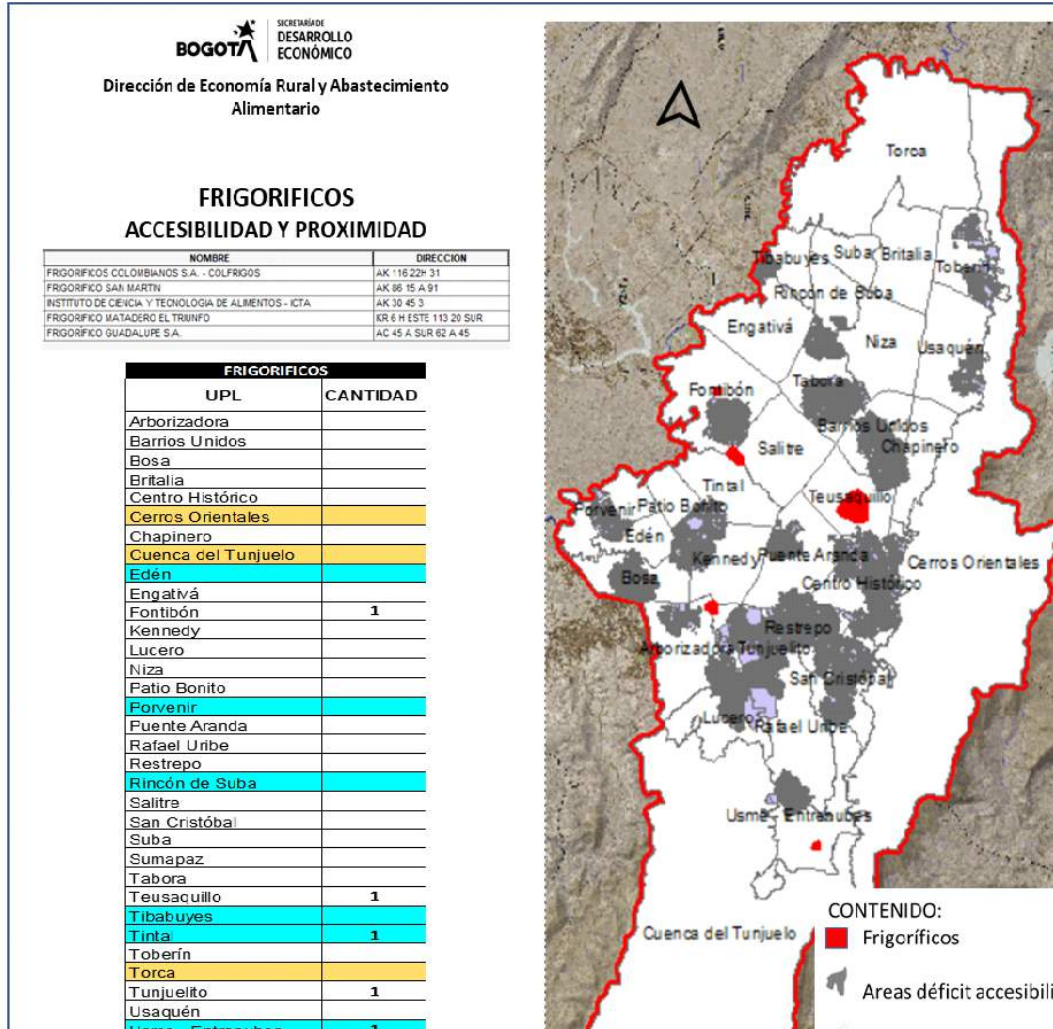 BOGOTÁ
SECRETARÍA DE
DESARROLLO
ECONÓMICO
Dirección de Economía Rural y Abastecimiento
Alimentario
FRIGORIFICOS
ACCESIBILIDAD Y PROXIMIDAD
NOMBRE DIRECCION
FRIGORIFICOS COLOMBIANOS S.A. - COLFRIGOS AK 116 22H 31
FRIGORIFICO SAN MARTIN AK 86 15 A 91
INSTITUTO DE CIENCIA Y TECNOLOGIA DE ALIMENTOS - ICTA AK 30 45 3
FRIGORIFICO MATADERO EL TRIUNFO KR 6 H ESTE 113 20 SUR
FRIGORÍFICO GUADALUPE S.A. AC 45 A SUR 62 A 45
FRIGORIFICOS
UPL CANTIDAD
Arborizadora
Barrios Unidos
Bosa
Britalia
Centro Histórico
Cerros Orientales
Chapinero
Cuenca del Tunjuelo
Edén
Engativá
Fontibón 1
Kennedy
Lucero
Niza
Patio Bonito
Porvenir
Puente Aranda
Rafael Uribe
Restrepo
Rincón de Suba
Salitre
San Cristóbal
Suba
Sumapaz
Tabora
Teusaquillo 1
Tibabuyes
Tintal 1
Toberín
Torca
Tunjuelito 1
Usaquén
Usme - Entrenubes 1
Torca
Tibabuyes
Suba
Britalia
Toberín
Rincón de Suba
Engativá
Niza
Usaquén
Fontibón
Tabora
Barrios Unidos
Chapinero
Salitre
Tintal
Teusaquillo
Porvenir
Patio Bonito
Edén
Kennedy
Puente Aranda
Cerros Orientales
Bosa
Centro Histórico
Restrepo
Arborizadora
Tunjuelito
San Cristóbal
Lucero
Rafael Uribe
Usme - Entrenubes
Cuenca del Tunjuelo
CONTENIDO:
Frigoríficos
Areas déficit accesibili